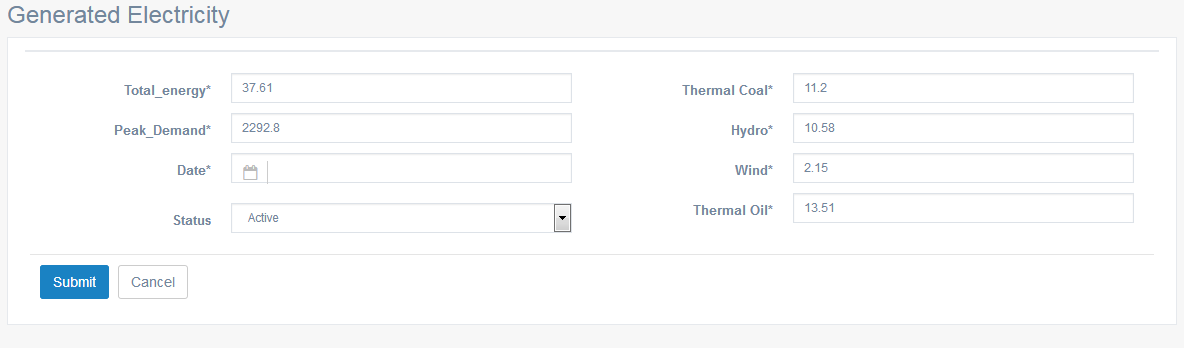 Generated Electricity
Total_energy* 37.61
Peak_Demand* 2292.8
Date*
Status Active
Thermal Coal* 11.2
Hydro* 10.58
Wind* 2.15
Thermal Oil* 13.51
Submit Cancel